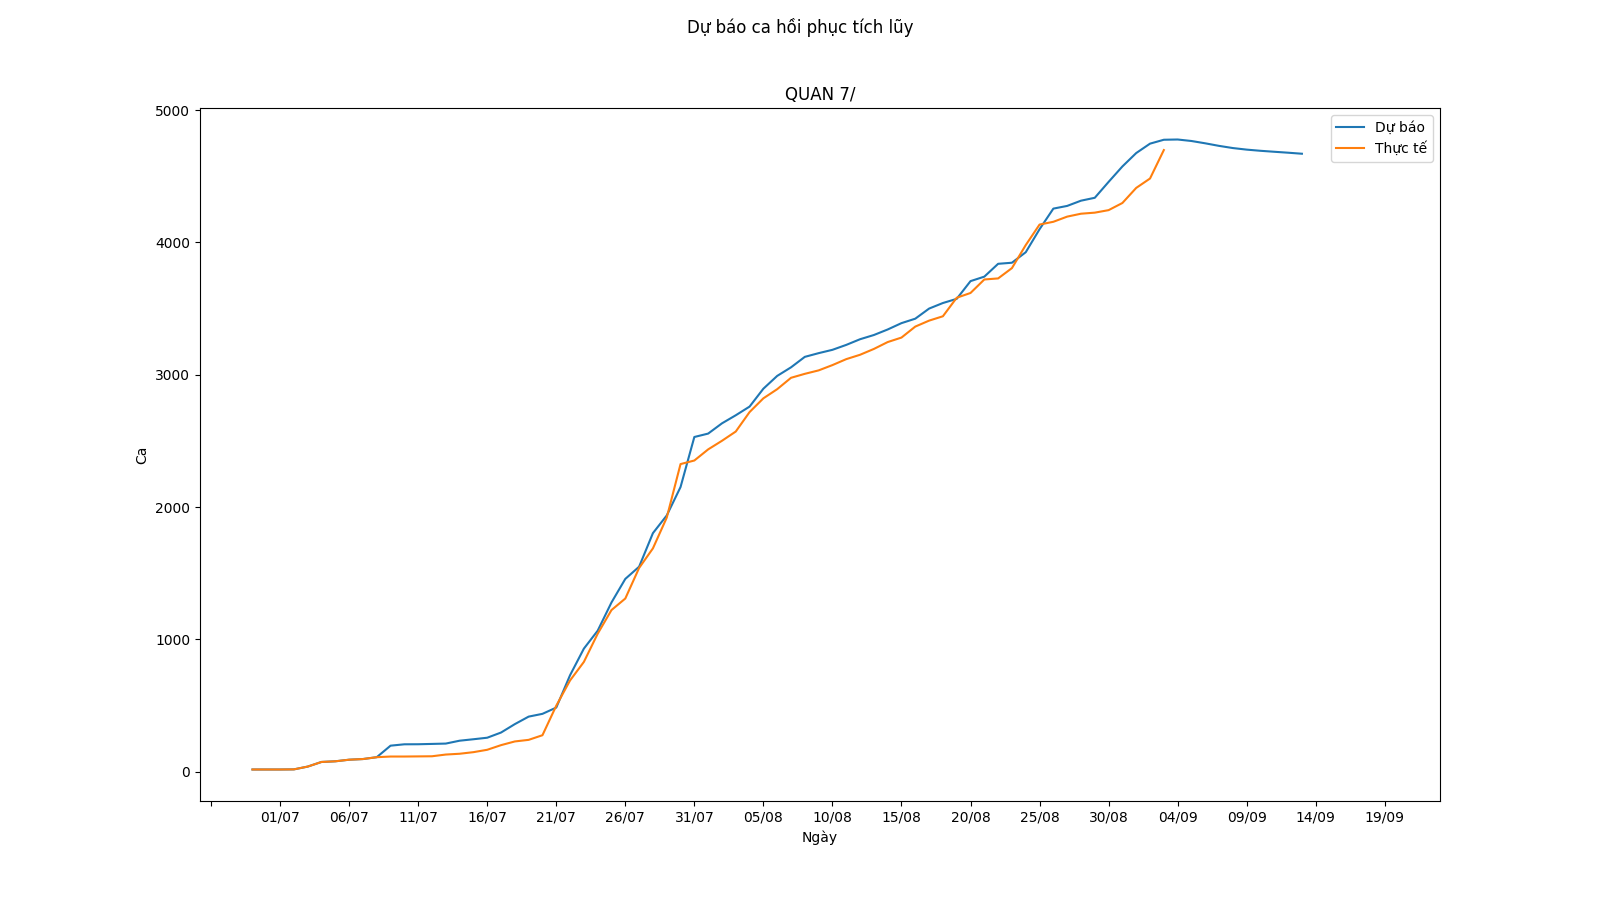 Dự báo ca hồi phục tích lũy
QUAN 7/
Dự báo
Thực tế
5000
4000
3000
2000
1000
0
Ca
01/07 06/07 11/07 16/07 21/07 26/07 31/07 05/08 10/08 15/08 20/08 25/08 30/08 04/09 09/09 14/09 19/09
Ngày